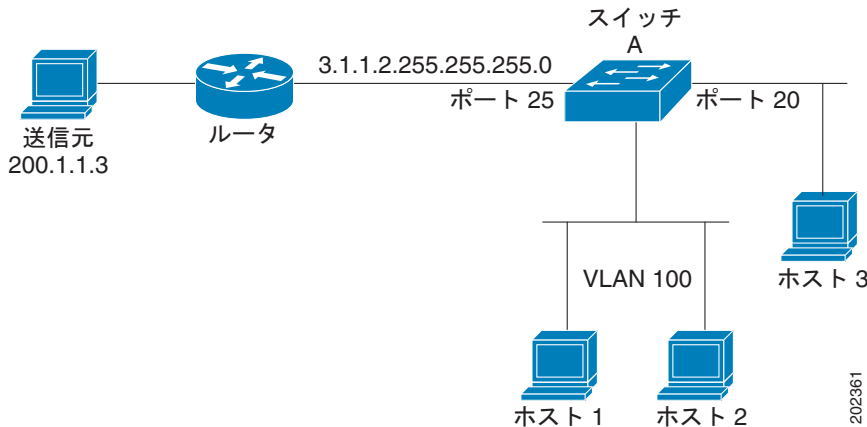 スイッチ
A
3.1.1.2.255.255.255.0
ポート 25
ポート 20
送信元
200.1.1.3
ルータ
VLAN 100
ホスト 3
ホスト 1
ホスト 2
202361